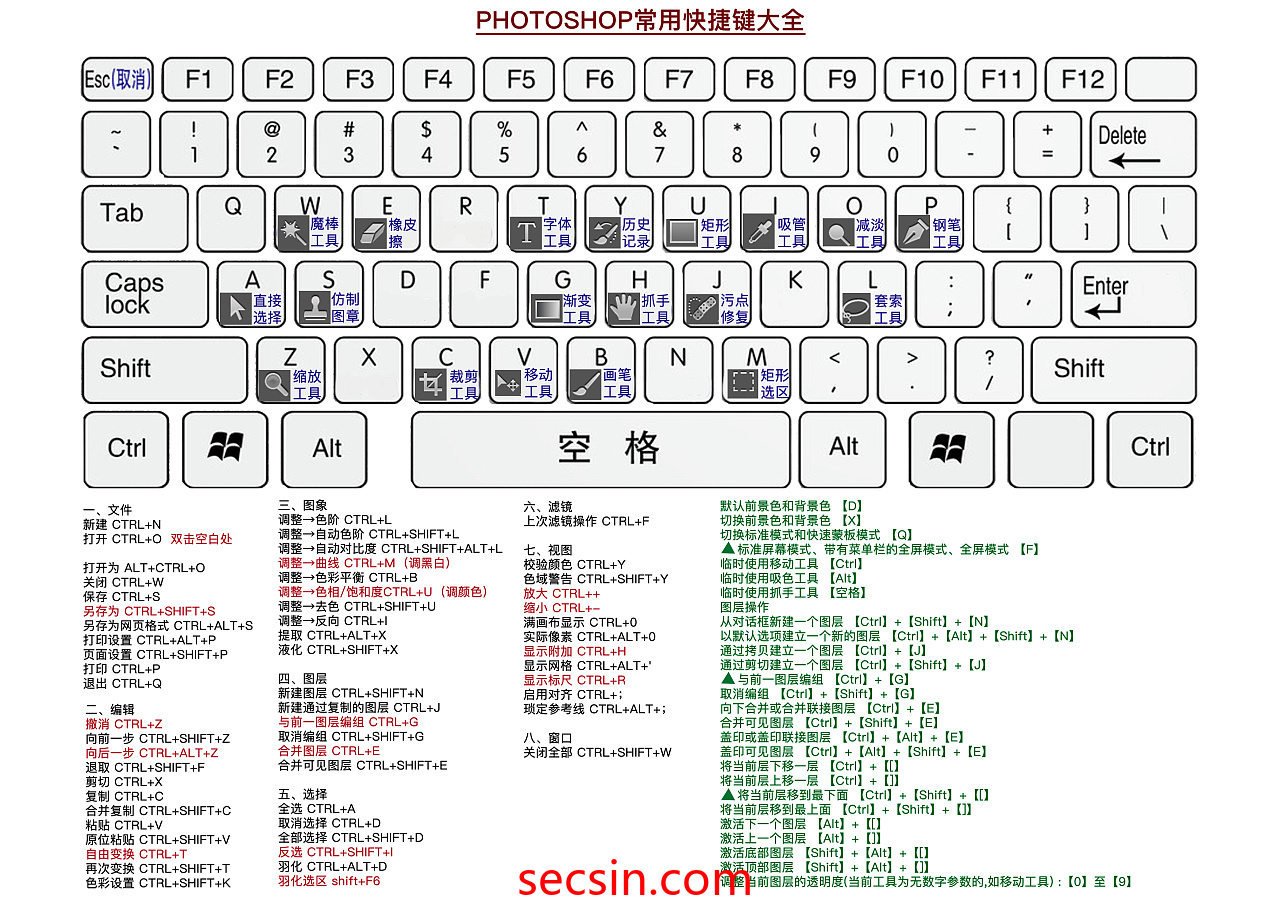 PHOTOSHOP常用快捷键大全
Esc(取消) F1 F2 F3 F4 F5 F6 F7 F8 F9 F10 F11 F12
~ ! @ # $ % ^ & * ( ) — + Delete
` 1 2 3 4 5 6 7 8 9 0 - =
Tab Q W E R T Y U I O P { } |
魔棒工具 橡皮擦 字体工具 历史记录 矩形工具 吸管工具 减淡工具 钢笔工具 [ ] \
Caps lock A S D F G H J K L : “ Enter
直接选择 仿制图章 渐变工具 抓手工具 污点修复 套索工具 ; ‘
Shift Z X C V B N M < > ? Shift
缩放工具 裁剪工具 移动工具 画笔工具 矩形选区 , . /
Ctrl Alt 空 格 Alt Ctrl
一、文件
新建 CTRL+N
打开 CTRL+O 双击空白处
打开为 ALT+CTRL+O
关闭 CTRL+W
保存 CTRL+S
另存为 CTRL+SHIFT+S
另存为网页格式 CTRL+ALT+S
打印设置 CTRL+ALT+P
页面设置 CTRL+SHIFT+P
打印 CTRL+P
退出 CTRL+Q
二、编辑
撤消 CTRL+Z
向前一步 CTRL+SHIFT+Z
向后一步 CTRL+ALT+Z
退取 CTRL+SHIFT+F
剪切 CTRL+X
复制 CTRL+C
合并复制 CTRL+SHIFT+C
粘贴 CTRL+V
原位粘贴 CTRL+SHIFT+V
自由变换 CTRL+T
再次变换 CTRL+SHIFT+T
色彩设置 CTRL+SHIFT+K
三、图象
调整→色阶 CTRL+L
调整→自动色阶 CTRL+SHIFT+L
调整→自动对比度 CTRL+SHIFT+ALT+L
调整→曲线 CTRL+M（调黑白）
调整→色彩平衡 CTRL+B
调整→色相/饱和度CTRL+U（调颜色）
调整→去色 CTRL+SHIFT+U
调整→反向 CTRL+I
提取 CTRL+ALT+X
液化 CTRL+SHIFT+X
四、图层
新建图层 CTRL+SHIFT+N
新建通过复制的图层 CTRL+J
与前一图层编组 CTRL+G
取消编组 CTRL+SHIFT+G
合并图层 CTRL+E
合并可见图层 CTRL+SHIFT+E
五、选择
全选 CTRL+A
取消选择 CTRL+D
全部选择 CTRL+SHIFT+D
反选 CTRL+SHIFT+I
羽化 CTRL+ALT+D
羽化选区 shift+F6
六、滤镜
上次滤镜操作 CTRL+F
七、视图
校验颜色 CTRL+Y
色域警告 CTRL+SHIFT+Y
放大 CTRL++
缩小 CTRL+−
满画布显示 CTRL+0
实际像素 CTRL+ALT+0
显示附加 CTRL+H
显示网格 CTRL+ALT+'
显示标尺 CTRL+R
启用对齐 CTRL+；
琐定参考线 CTRL+ALT+；
八、窗口
关闭全部 CTRL+SHIFT+W
默认前景色和背景色 【D】
切换前景色和背景色 【X】
切换标准模式和快速蒙板模式 【Q】
▲标准屏幕模式、带有菜单栏的全屏模式、全屏模式 【F】
临时使用移动工具 【Ctrl】
临时使用吸色工具 【Alt】
临时使用抓手工具 【空格】
图层操作
从对话框新建一个图层 【Ctrl】+【Shift】+【N】
以默认选项建立一个新的图层 【Ctrl】+【Alt】+【Shift】+【N】
通过拷贝建立一个图层 【Ctrl】+【J】
通过剪切建立一个图层 【Ctrl】+【Shift】+【J】
▲与前一图层编组 【Ctrl】+【G】
取消编组 【Ctrl】+【Shift】+【G】
向下合并或合并联接图层 【Ctrl】+【E】
合并可见图层 【Ctrl】+【Shift】+【E】
盖印或盖印联接图层 【Ctrl】+【Alt】+【E】
盖印可见图层 【Ctrl】+【Alt】+【Shift】+【E】
将当前层下移一层 【Ctrl】+【[】
将当前层上移一层 【Ctrl】+【]】
▲将当前层移到最下面 【Ctrl】+【Shift】+【[】
将当前层移到最上面 【Ctrl】+【Shift】+【]】
激活下一个图层 【Alt】+【[】
激活上一个图层 【Alt】+【]】
激活底部图层 【Shift】+【Alt】+【[】
激活顶部图层 【Shift】+【Alt】+【]】
调整当前图层的透明度(当前工具为无数字参数的,如移动工具)：【0】至【9】
secsin.com